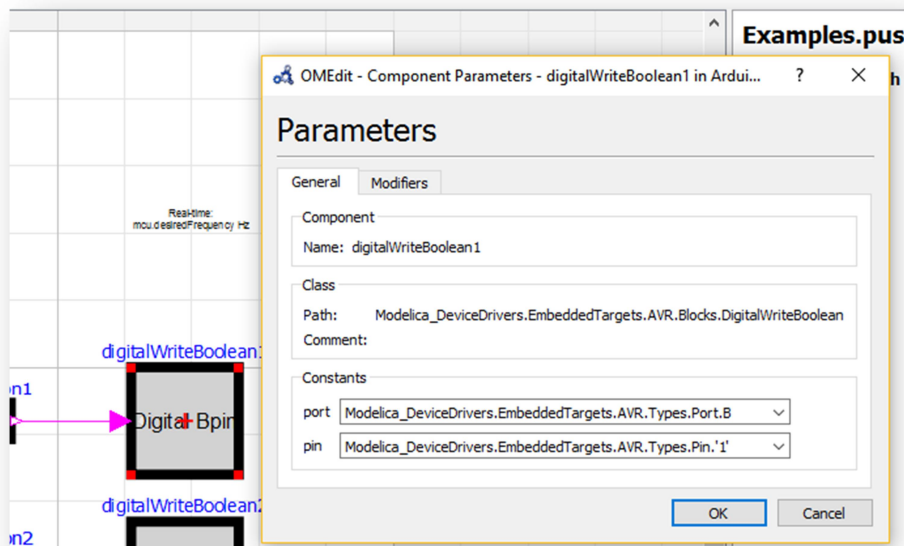 Examples.pus
h
OMEdit - Component Parameters - digitalWriteBoolean1 in Ardui... ?
Parameters
General Modifiers
Component
Name: digitalWriteBoolean1
Class
Path: Modelica_DeviceDrivers.EmbeddedTargets.AVR.Blocks.DigitalWriteBoolean
Comment:
Constants
port Modelica_DeviceDrivers.EmbeddedTargets.AVR.Types.Port.B
pin Modelica_DeviceDrivers.EmbeddedTargets.AVR.Types.Pin.'1'
OK Cancel
Real-time:
mcu.desiredFrequency Hz
digitalWriteBoolean1
on1
Digital Bpin
digitalWriteBoolean2
on2